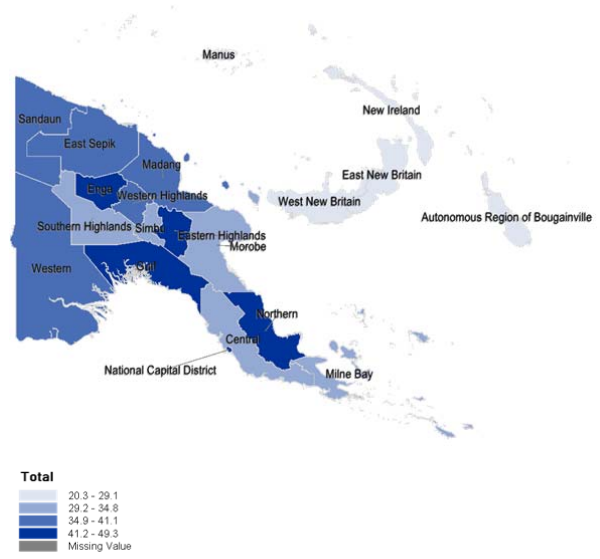 Manus
New Ireland
Sandaun
East Sepik
Madang
East New Britain
Enga
Western Highlands
West New Britain
Autonomous Region of Bougainville
Southern Highlands
Simbu
Eastern Highlands
Morobe
Western
Gulf
Northern
Central
National Capital District
Milne Bay
Total
20.3 - 29.1
29.2 - 34.8
34.9 - 41.1
41.2 - 49.3
Missing Value